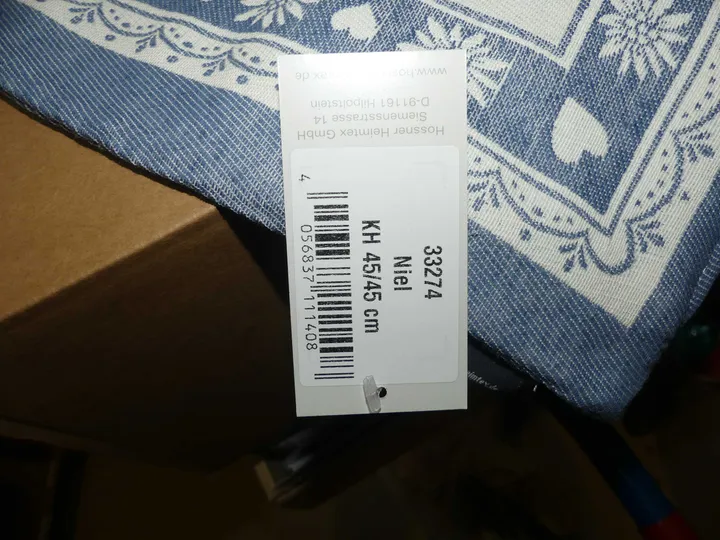 Hossner Heimtex GmbH
Siemensstrasse 14
D-91161 Hilpoltstein
33274
Niel
KH 45/45 cm
4 056837 111408